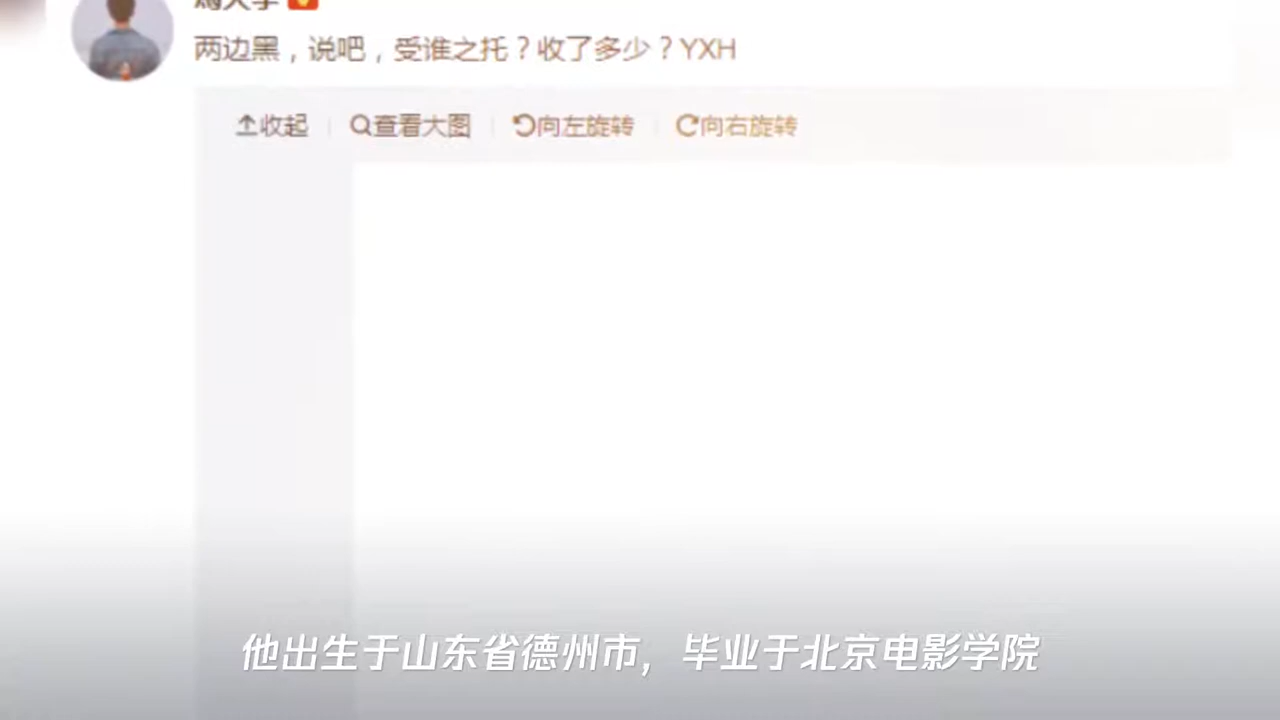 两边黑，说吧，受谁之托？收了多少？YXH
收起 查看大图 向左旋转 向右旋转
他出生于山东省德州市，毕业于北京电影学院